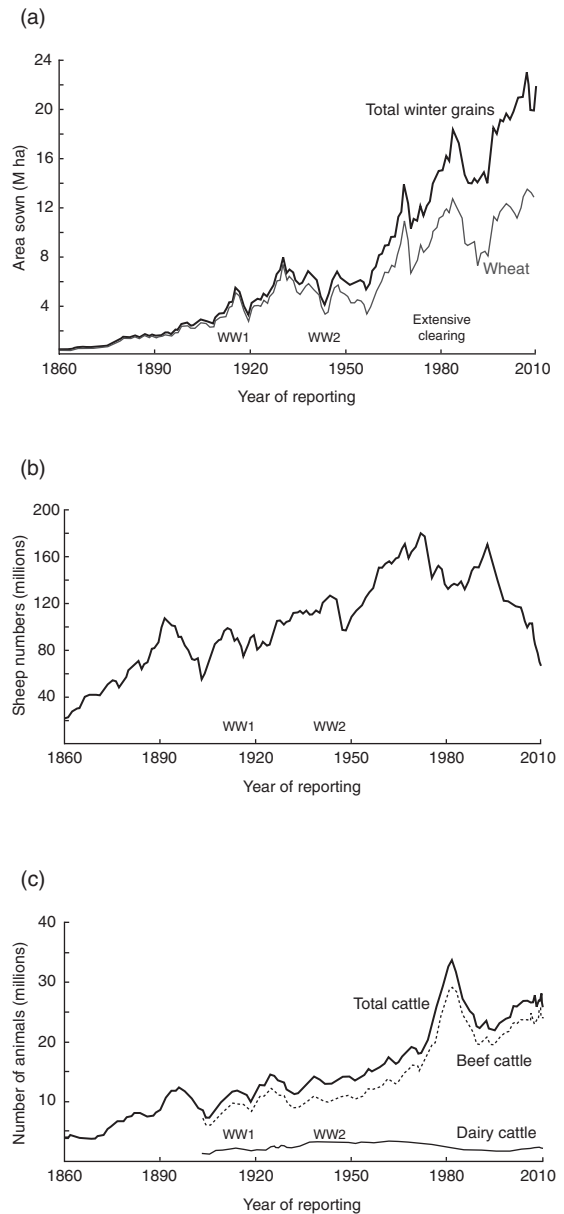 (a)
24
Total winter grains
20
16
12
8
4
Area sown (M ha)
Wheat
WW1
WW2
Extensive
clearing
1860
1890
1920
1950
1980
2010
Year of reporting
(b)
200
160
120
80
40
Sheep numbers (millions)
WW1
WW2
1860
1890
1920
1950
1980
2010
Year of reporting
(c)
40
30
20
10
Number of animals (millions)
Total cattle
Beef cattle
WW1
WW2
Dairy cattle
1860
1890
1920
1950
1980
2010
Year of reporting